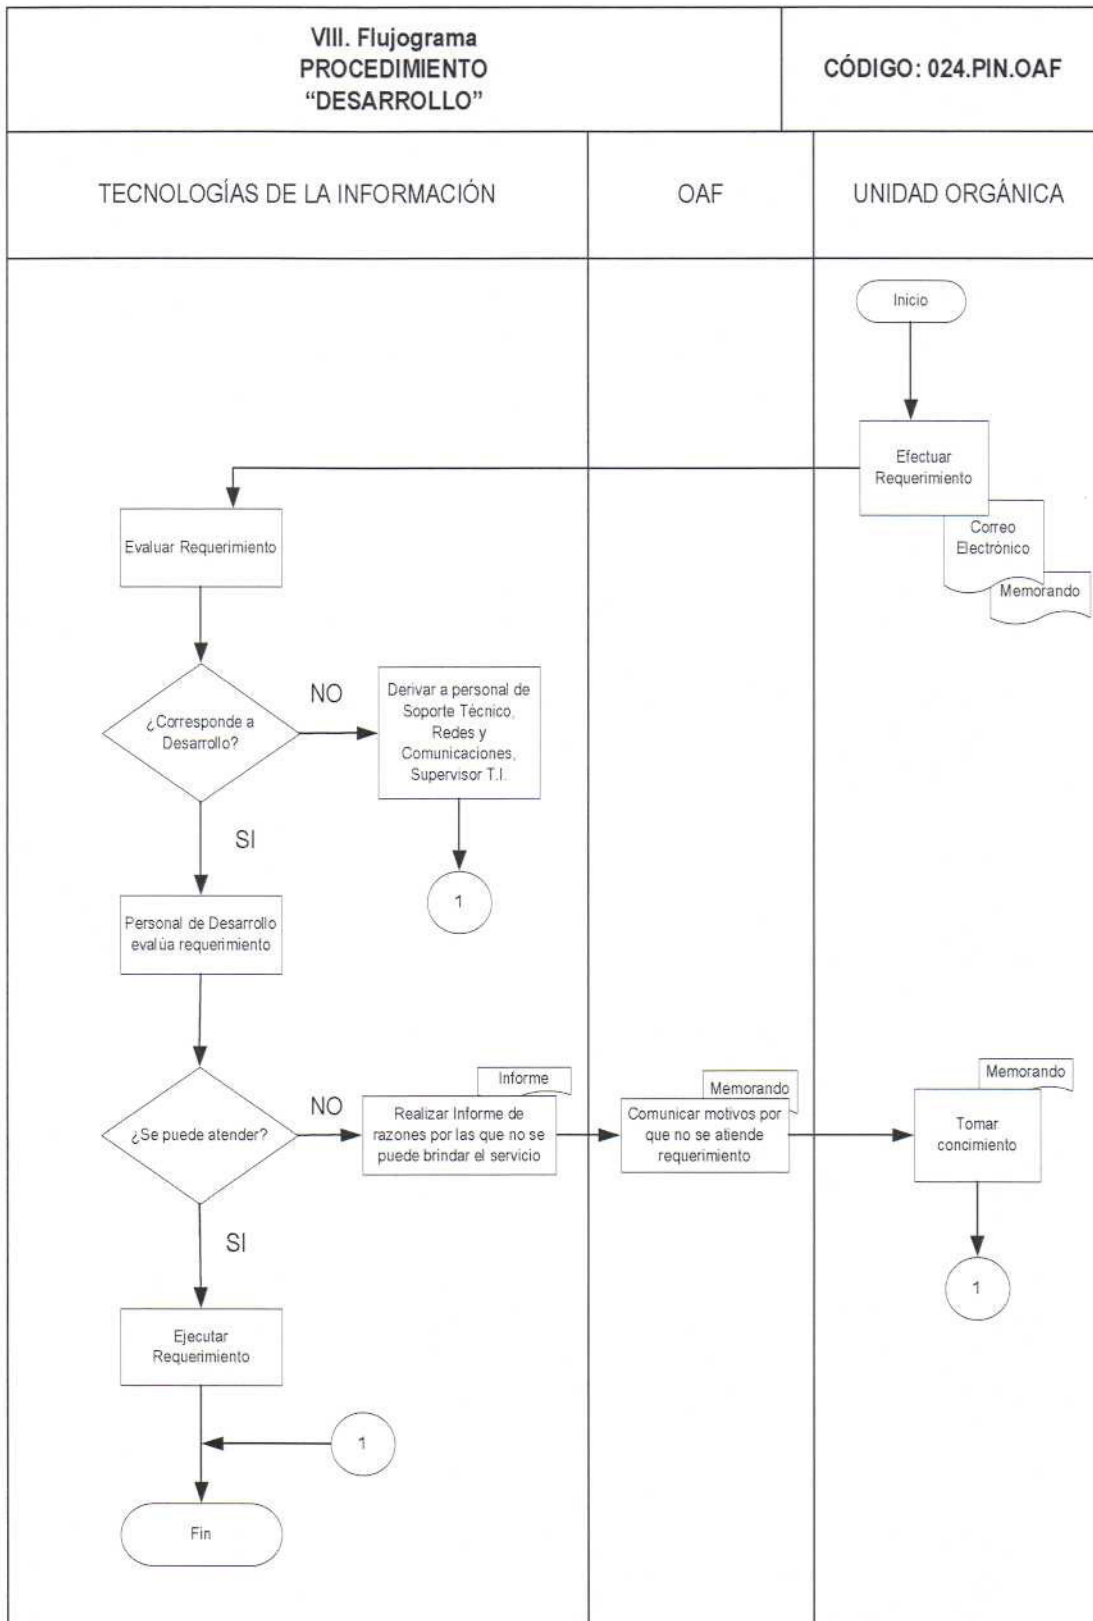 VIII. Flujograma
PROCEDIMIENTO
“DESARROLLO”
CÓDIGO: 024.PIN.OAF
TECNOLOGÍAS DE LA INFORMACIÓN
OAF
UNIDAD ORGÁNICA
Inicio
Efectuar
Requerimiento
Correo
Electrónico
Memorando
Evaluar Requerimiento
¿Corresponde a
Desarrollo?
NO
Derivar a personal de
Soporte Técnico,
Redes y
Comunicaciones,
Supervisor T.I.
1
SI
Personal de Desarrollo
evalúa requerimiento
¿Se puede atender?
NO
Informe
Realizar Informe de
razones por las que no se
puede brindar el servicio
Memorando
Comunicar motivos por
que no se atiende
requerimiento
Memorando
Tomar
concimiento
1
SI
Ejecutar
Requerimiento
1
Fin